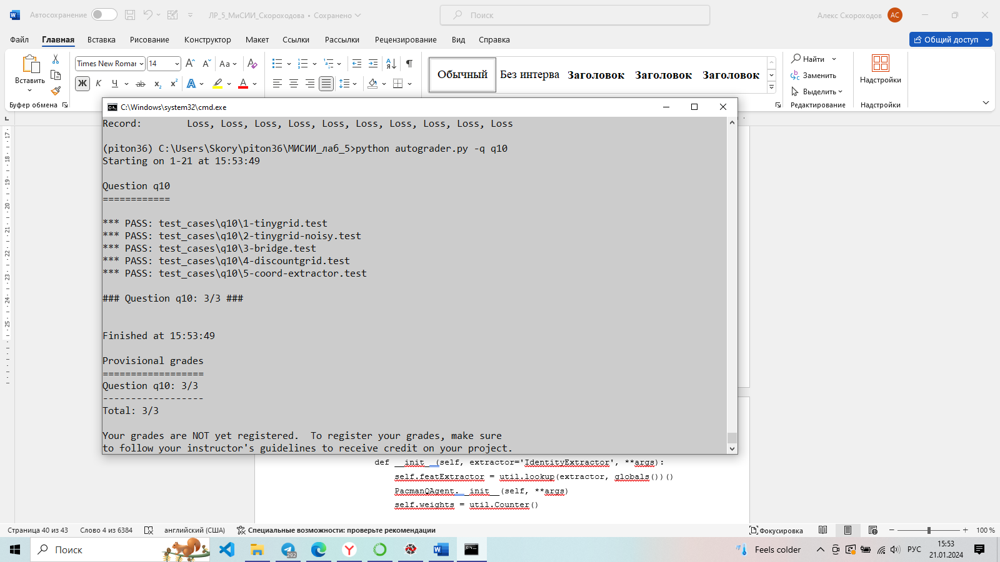 Автосохранение
ЛР_5_МиСИИ_Скороходова • Сохранено
Поиск
Алекс Скороходов
АС
Файл Главная Вставка Рисование Конструктор Макет Ссылки Рассылки Рецензирование Вид Справка
Общий доступ
Вставить
Буфер обмена
Times New Roman 14
Обычный Без интерва Заголовок Заголовок Заголовок
Найти
Заменить
Выделить
Редактирование
Надстройки
Надстройки
C:\Windows\system32\cmd.exe
Record:        Loss, Loss, Loss, Loss, Loss, Loss, Loss, Loss, Loss, Loss
(piton36) C:\Users\Skory\piton36\МИСИИ_лаб_5>python autograder.py -q q10
Starting on 1-21 at 15:53:49
Question q10
============
*** PASS: test_cases\q10\1-tinygrid.test
*** PASS: test_cases\q10\2-tinygrid-noisy.test
*** PASS: test_cases\q10\3-bridge.test
*** PASS: test_cases\q10\4-discountgrid.test
*** PASS: test_cases\q10\5-coord-extractor.test
### Question q10: 3/3 ###
Finished at 15:53:49
Provisional grades
==================
Question q10: 3/3
------------------
Total: 3/3
Your grades are NOT yet registered.  To register your grades, make sure
to follow your instructor's guidelines to receive credit on your project.
def __init__(self, extractor='IdentityExtractor', **args):
self.featExtractor = util.lookup(extractor, globals())()
PacmanQAgent.__init__(self, **args)
self.weights = util.Counter()
Страница 40 из 43 Слово 4 из 6384 английский (США) Специальные возможности: проверьте рекомендации Фокусировка 100 %
Поиск
292
Feels colder
РУС
15:53
21.01.2024